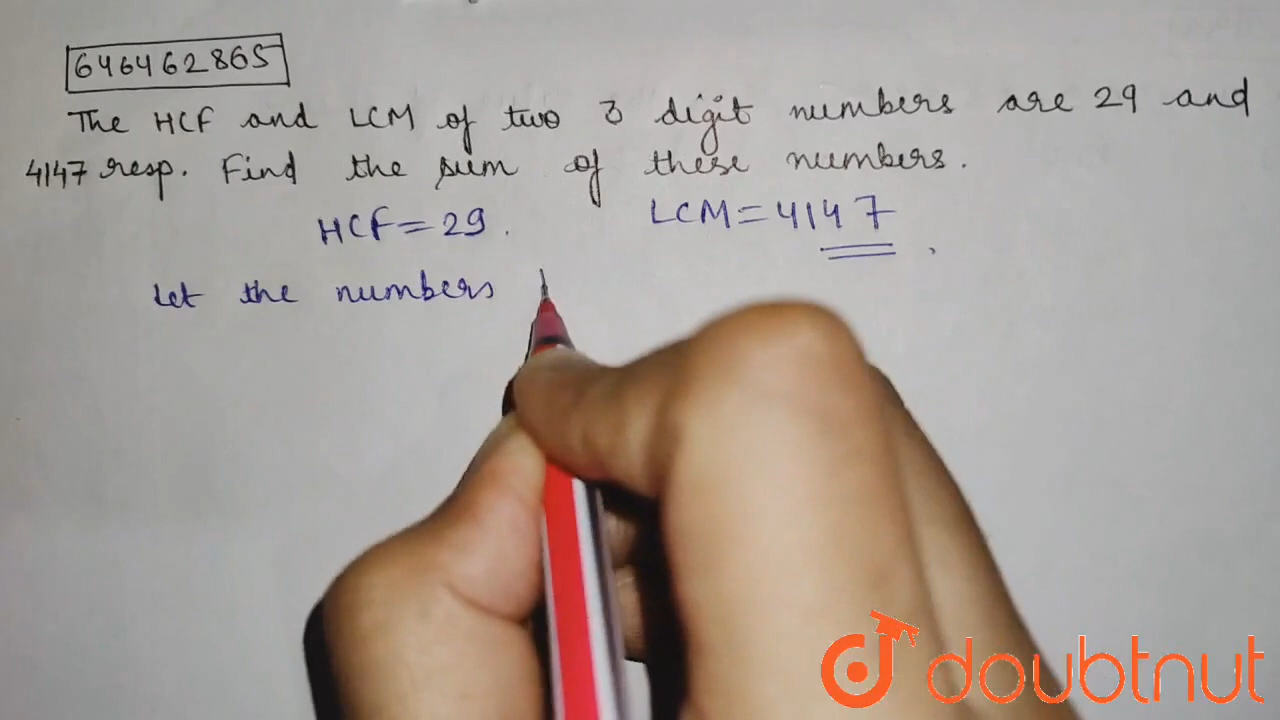 646462865
The HCF and LCM of two 3 digit numbers are 29 and
4147 resp. Find the sum of these numbers.
HCF = 29. LCM = 4147.
Let the numbers
doubtnut